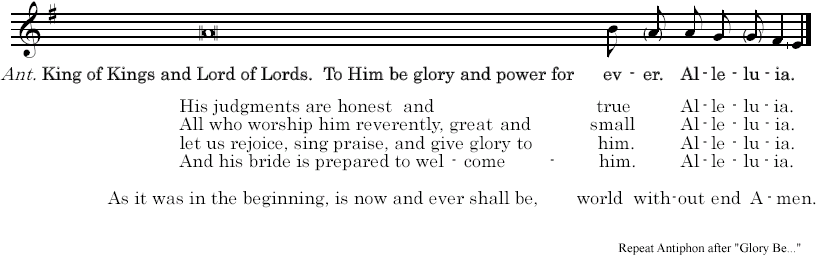 Ant. King of Kings and Lord of Lords. To Him be glory and power for ev - er. Al - le - lu - ia.
His judgments are honest and true Al - le - lu - ia.
All who worship him reverently, great and small Al - le - lu - ia.
let us rejoice, sing praise, and give glory to him. Al - le - lu - ia.
And his bride is prepared to wel - come - him. Al - le - lu - ia.
As it was in the beginning, is now and ever shall be, world with-out end A - men.
Repeat Antiphon after "Glory Be..."